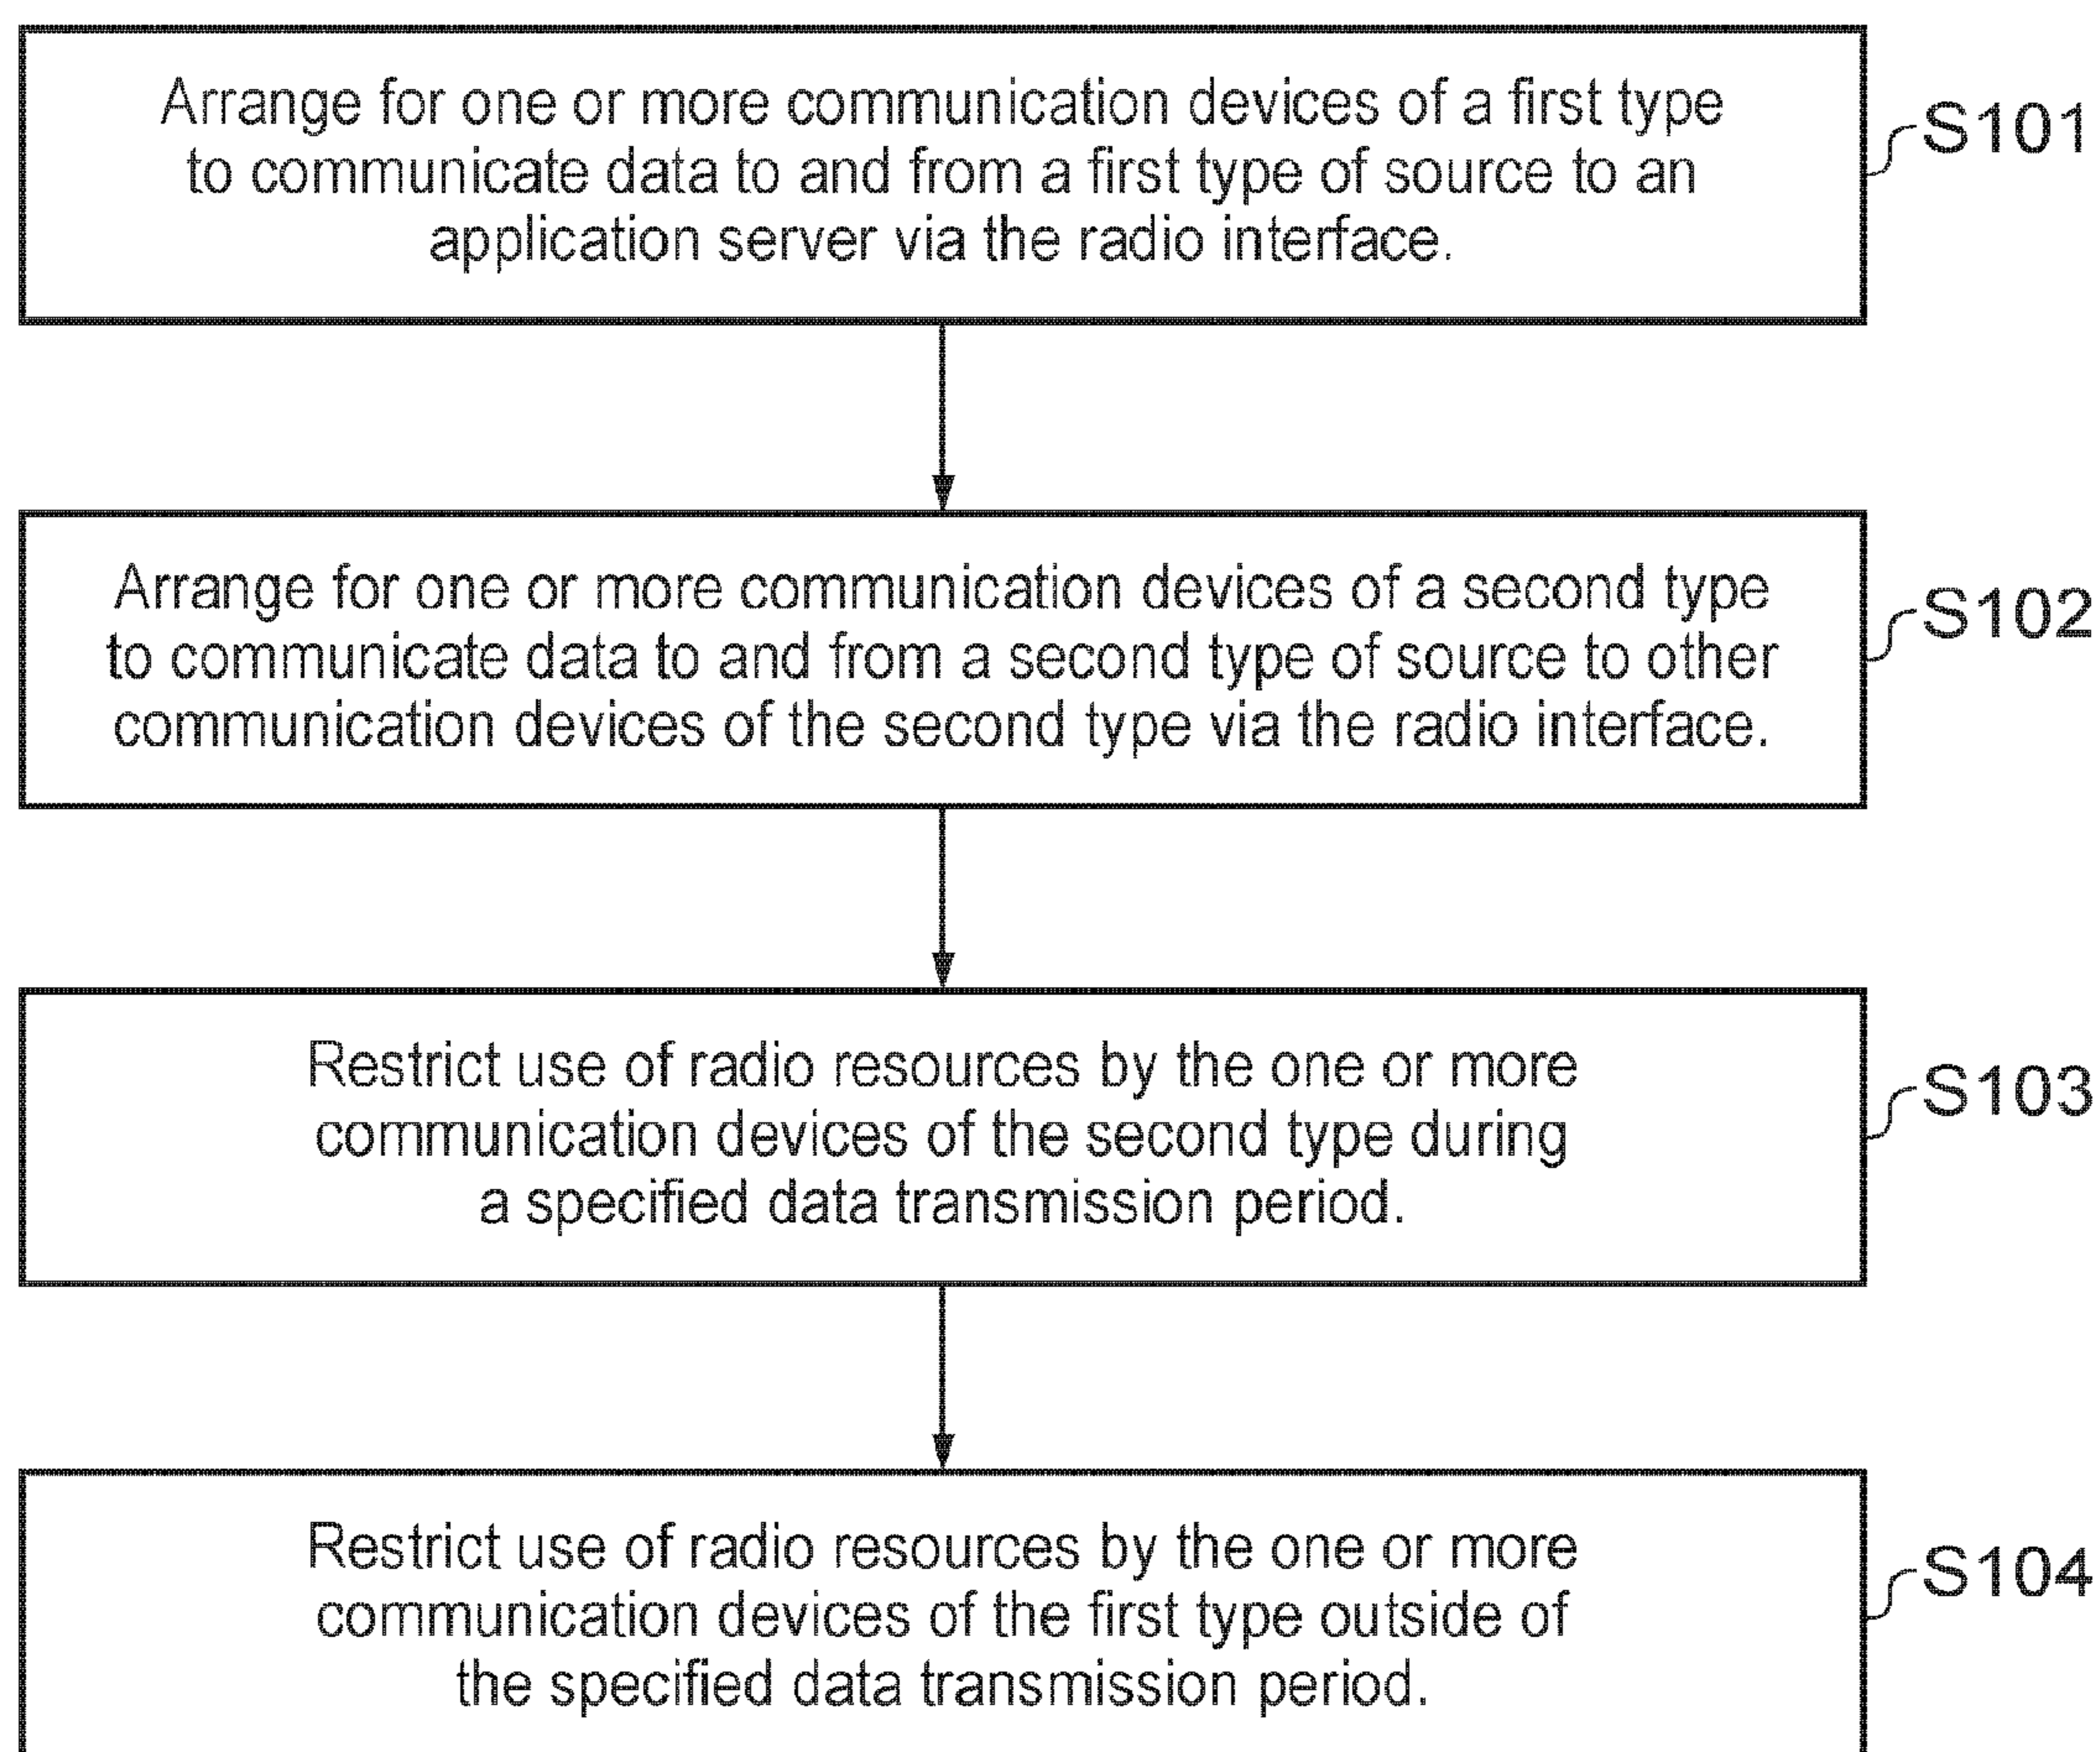 Arrange for one or more communication devices of a first type
to communicate data to and from a first type of source to an
application server via the radio interface.
S101
Arrange for one or more communication devices of a second type
to communicate data to and from a second type of source to other
communication devices of the second type via the radio interface.
S102
Restrict use of radio resources by the one or more
communication devices of the second type during
a specified data transmission period.
S103
Restrict use of radio resources by the one or more
communication devices of the first type outside of
the specified data transmission period.
S104